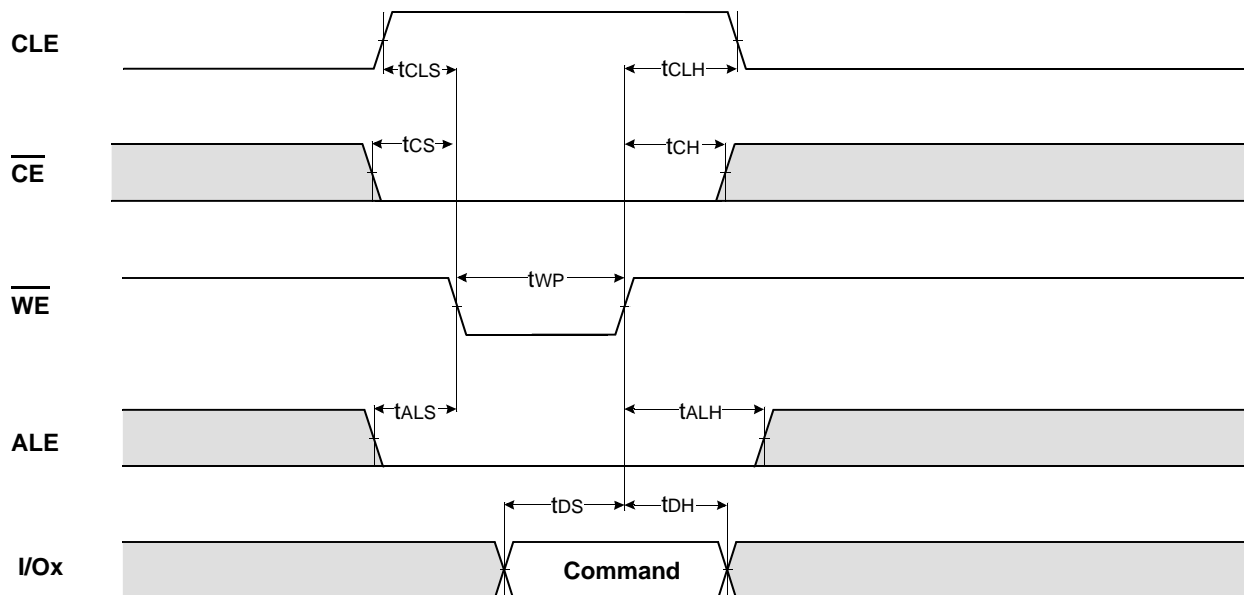 CLE
tCLS
tCLH
CE
tCS
tCH
WE
tWP
ALE
tALS
tALH
I/Ox
tDS
tDH
Command